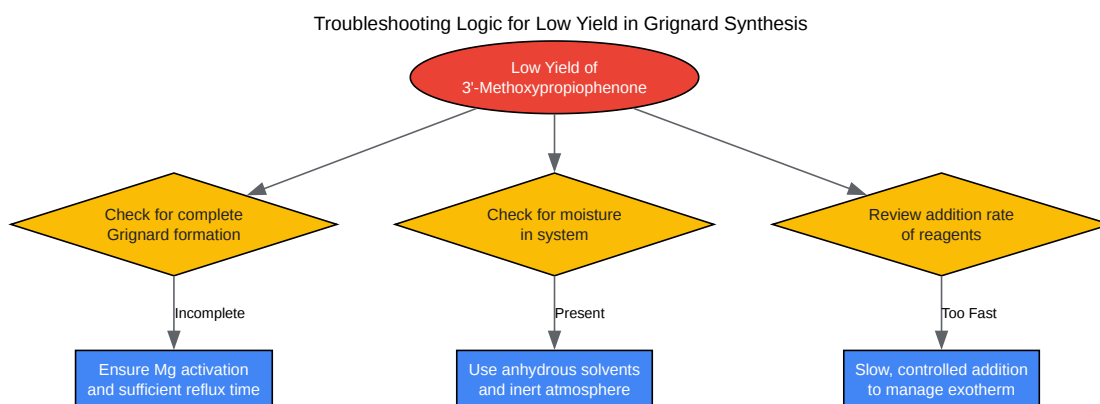 Troubleshooting Logic for Low Yield in Grignard Synthesis
Low Yield of
3'-Methoxypropiophenone
Check for complete
Grignard formation
Check for moisture
in system
Review addition rate
of reagents
Incomplete
Present
Too Fast
Ensure Mg activation
and sufficient reflux time
Use anhydrous solvents
and inert atmosphere
Slow, controlled addition
to manage exotherm